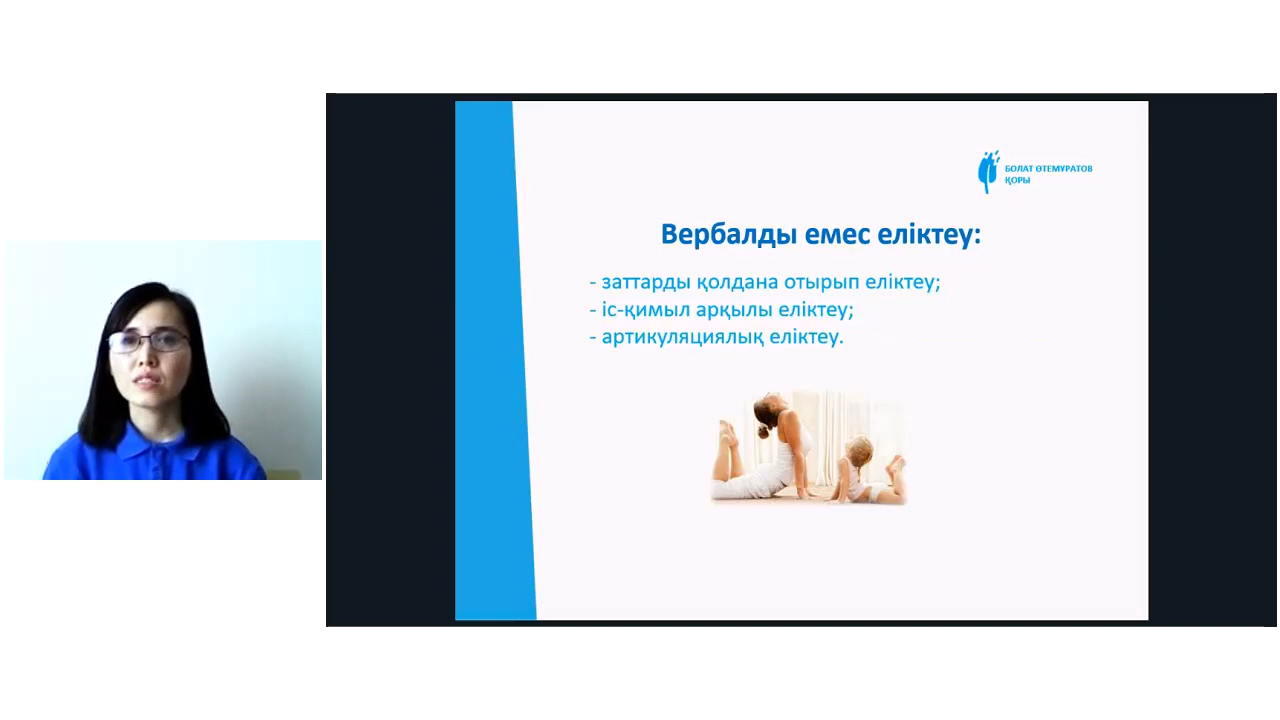 БОЛАТ ӨТЕМҰРАТОВ
ҚОРЫ
Вербалды емес еліктеу:
- заттарды қолдана отырып еліктеу;
- іс-қимыл арқылы еліктеу;
- артикуляциялық еліктеу.